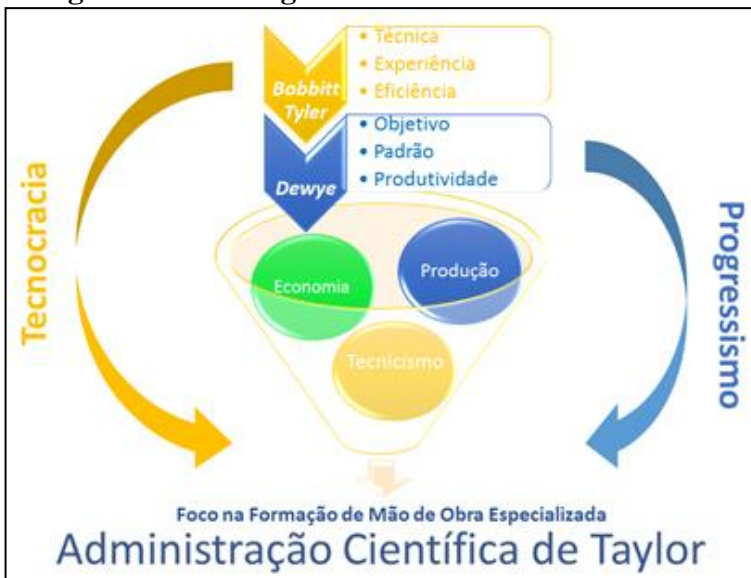 Bobbitt
Tyler
• Técnica
• Experiência
• Eficiência
Dewye
• Objetivo
• Padrão
• Produtividade
Tecnocracia
Progressismo
Economia
Produção
Tecnicismo
Foco na Formação de Mão de Obra Especializada
Administração Científica de Taylor